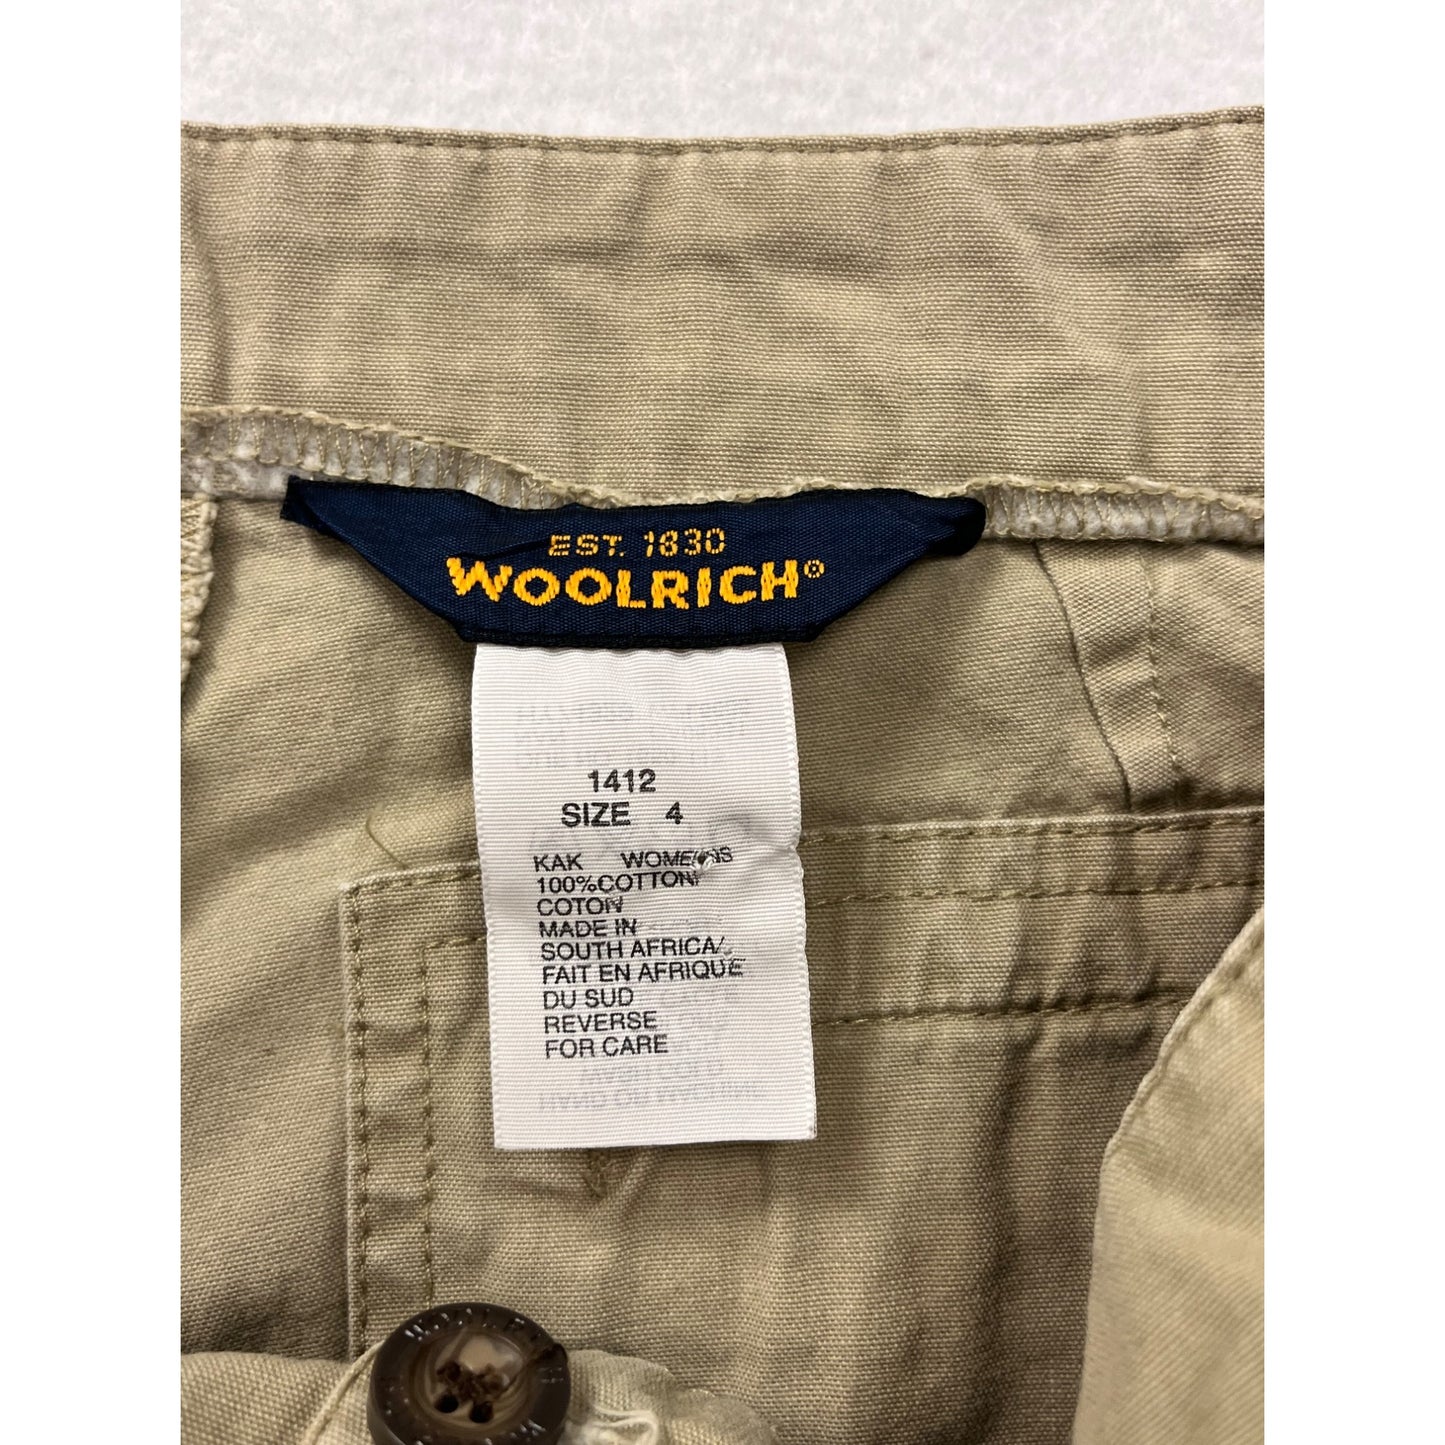 EST. 1830
WOOLRICH®
1412
SIZE 4
KAK WOMENS
100%COTTON/
COTON
MADE IN
SOUTH AFRICA/
FAIT EN AFRIQUE
DU SUD
REVERSE
FOR CARE